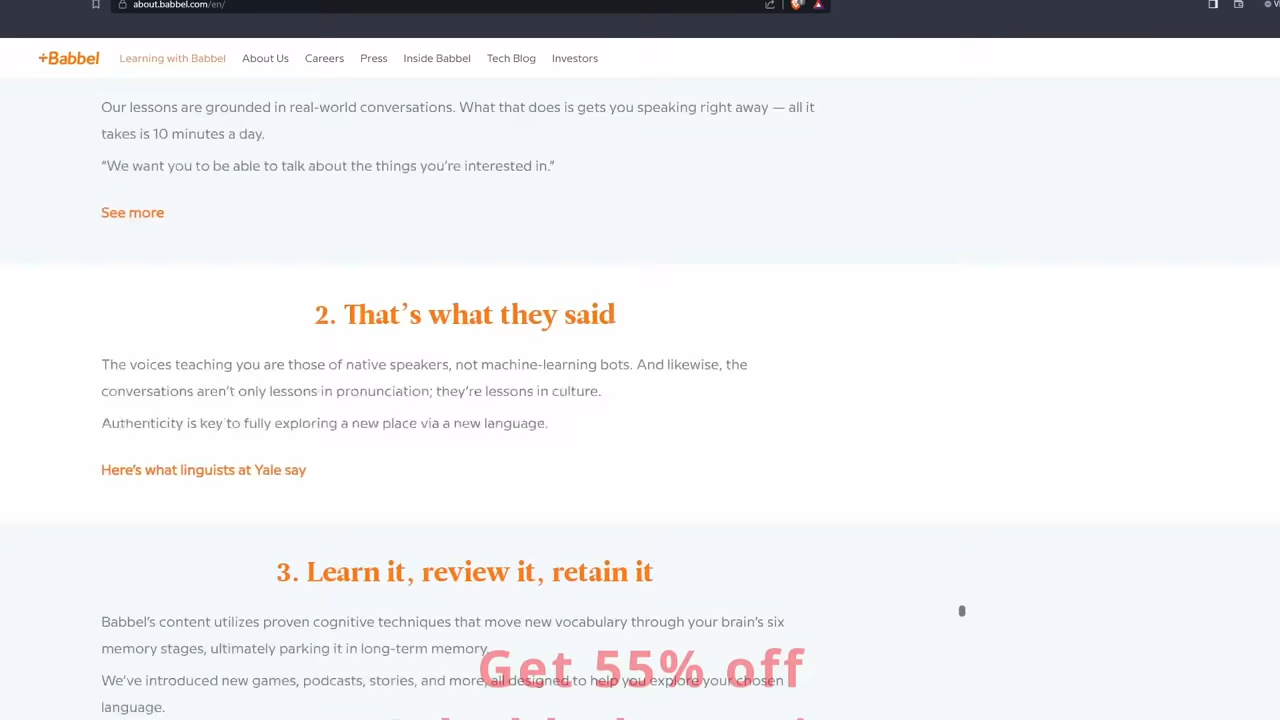 about.babbel.com/en/
+Babbel Learning with Babbel About Us Careers Press Inside Babbel Tech Blog Investors
Our lessons are grounded in real-world conversations. What that does is gets you speaking right away — all it
takes is 10 minutes a day.
“We want you to be able to talk about the things you’re interested in.”
See more
2. That’s what they said
The voices teaching you are those of native speakers, not machine-learning bots. And likewise, the
conversations aren’t only lessons in pronunciation; they’re lessons in culture.
Authenticity is key to fully exploring a new place via a new language.
Here’s what linguists at Yale say
3. Learn it, review it, retain it
Babbel’s content utilizes proven cognitive techniques that move new vocabulary through your brain’s six
memory stages, ultimately parking it in long-term memory.
Get 55% off
We’ve introduced new games, podcasts, stories, and more, all designed to help you explore your chosen
language.